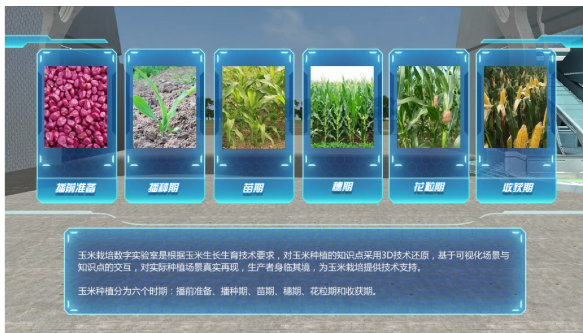 播前准备
播种期
苗期
穗期
花粒期
收获期
玉米栽培数字实验室是根据玉米生长生育技术要求，对玉米种植的知识点采用3D技术还原，基于可视化场景与
知识点的交互，对实际种植场景真实再现，生产者身临其境，为玉米栽培提供技术支持。
玉米种植分为六个时期：播前准备、播种期、苗期、穗期、花粒期和收获期。